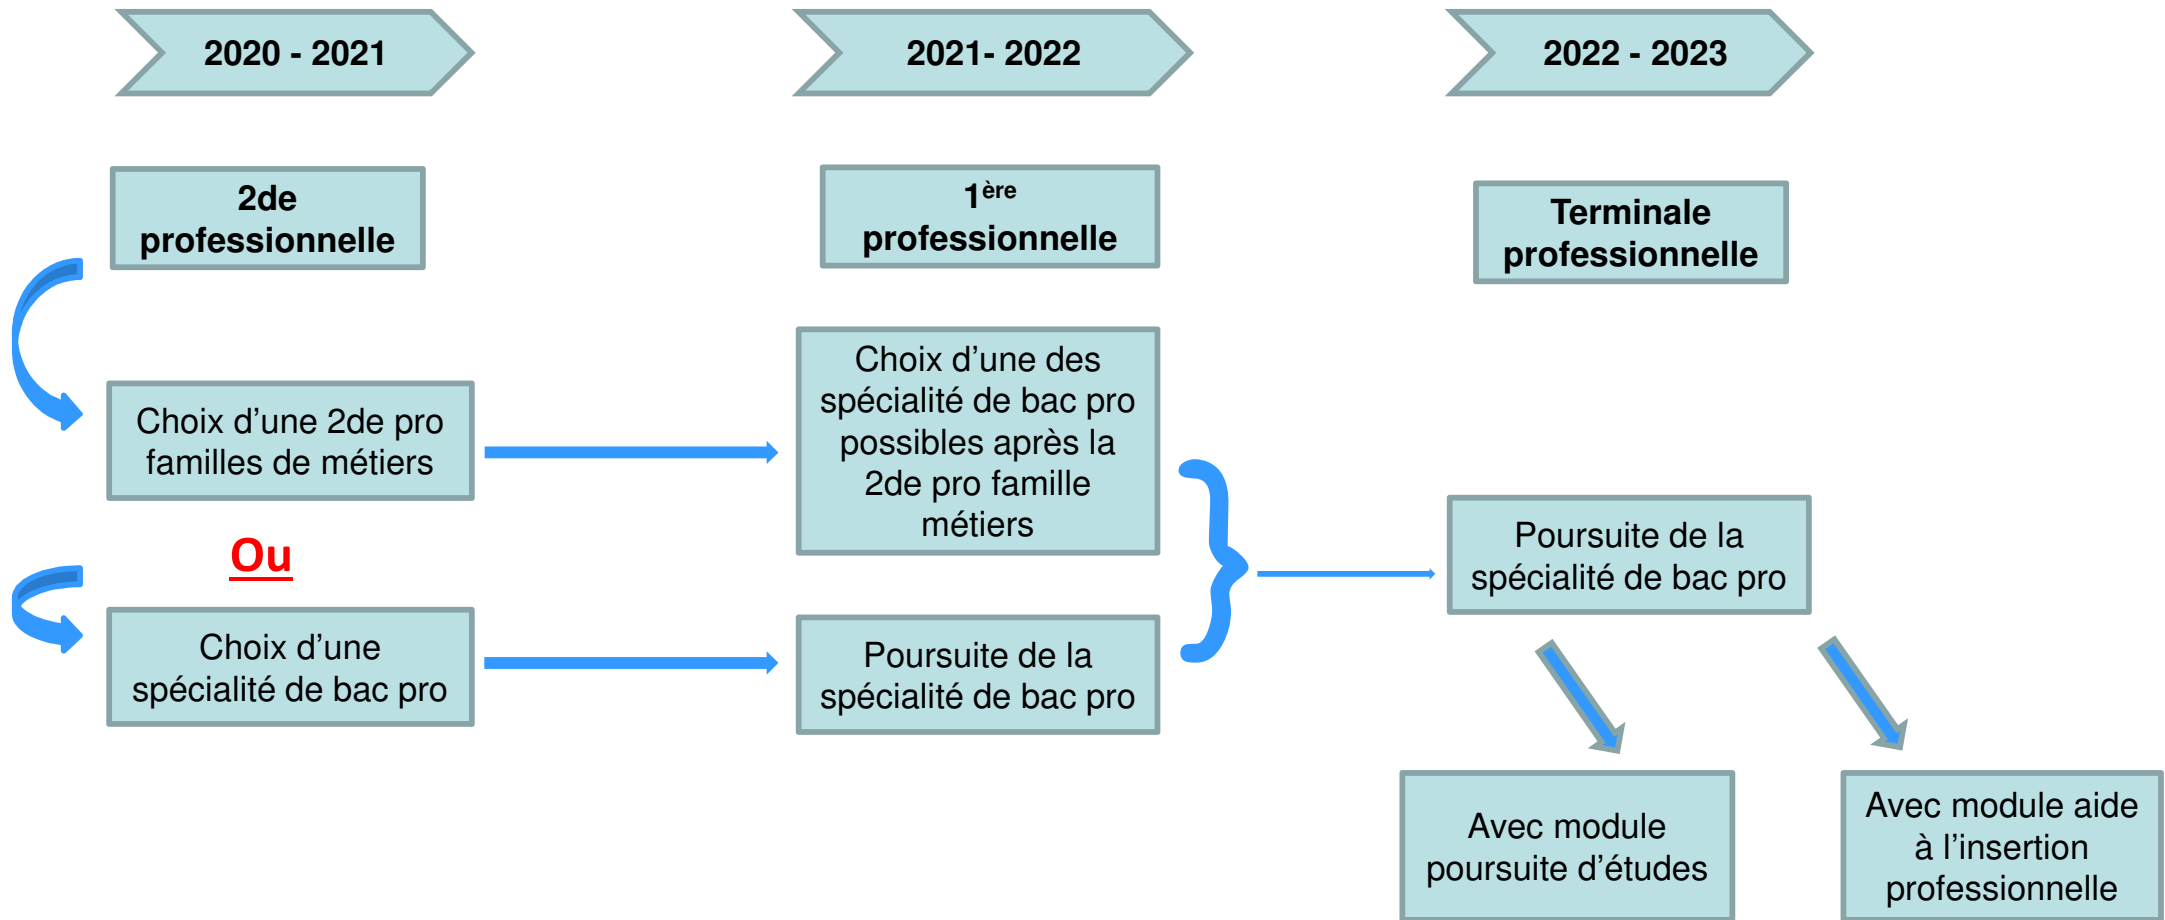 2020 - 2021
2021- 2022
2022 - 2023
2de
professionnelle
1ère
professionnelle
Terminale
professionnelle
Choix d’une 2de pro
familles de métiers
Choix d’une des
spécialité de bac pro
possibles après la
2de pro famille
métiers
Ou
Choix d’une
spécialité de bac pro
Poursuite de la
spécialité de bac pro
Poursuite de la
spécialité de bac pro
Avec module
poursuite d’études
Avec module aide
à l’insertion
professionnelle